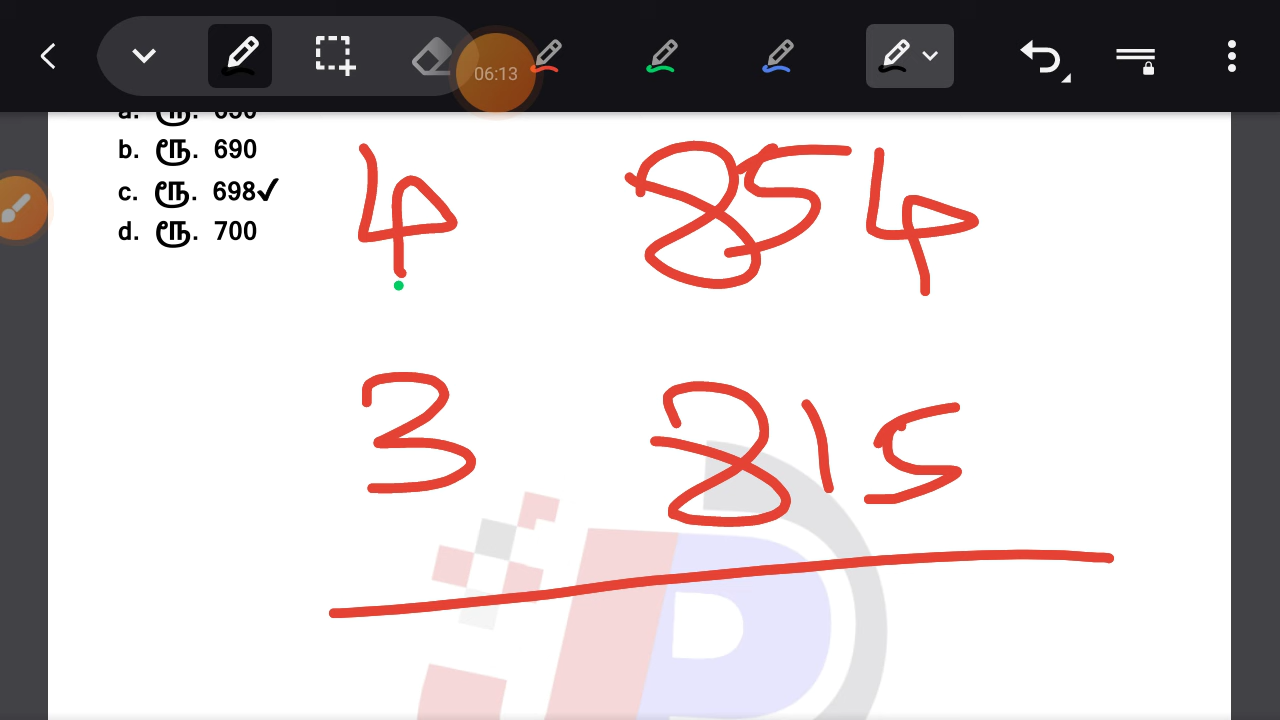 06:13
b. ரூ. 690
c. ரூ. 698✓
d. ரூ. 700
4 854
3 815